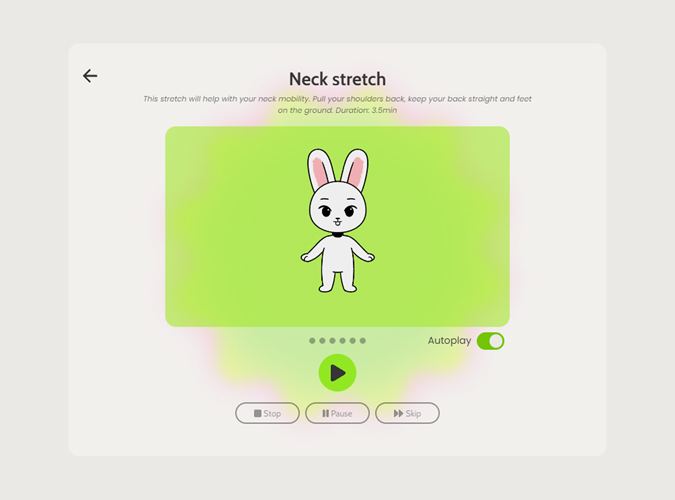 Neck stretch
This stretch will help with your neck mobility. Pull your shoulders back, keep your back straight and feet
on the ground. Duration: 3.5min
Autoplay
Stop Pause Skip